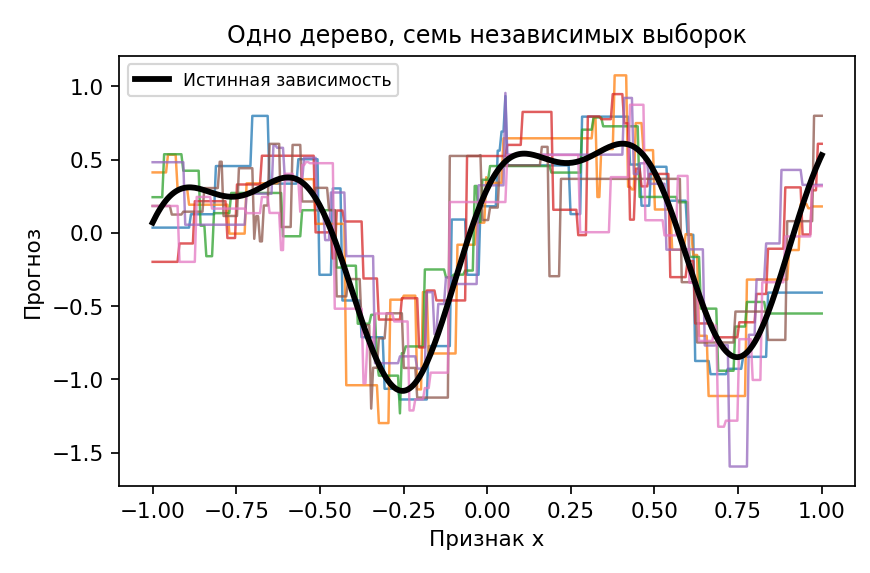 Одно дерево, семь независимых выборок
Истинная зависимость
1.0
0.5
0.0
−0.5
−1.0
−1.5
Прогноз
−1.00 −0.75 −0.50 −0.25 0.00 0.25 0.50 0.75 1.00
Признак x